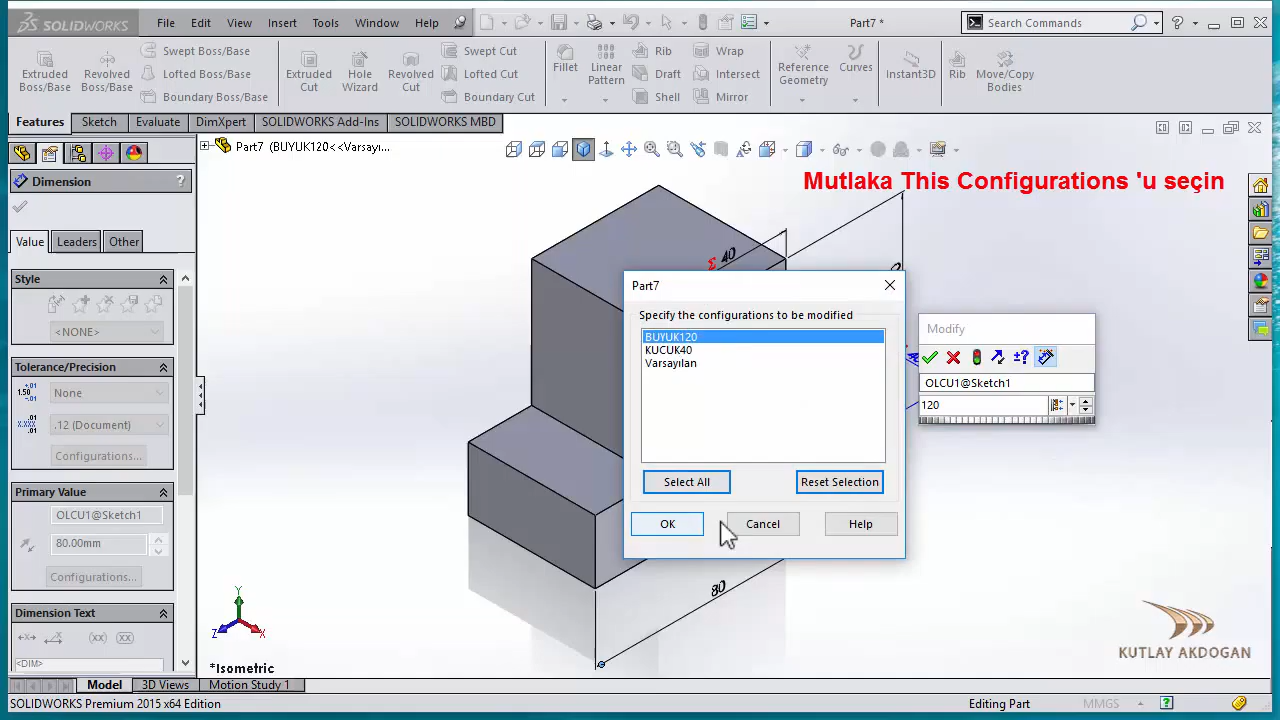 SOLIDWORKS
File
Edit
View
Insert
Tools
Window
Help
Part7 *
Search Commands
?
Extruded
Boss/Base
Revolved
Boss/Base
Swept Boss/Base
Lofted Boss/Base
Boundary Boss/Base
Extruded
Cut
Hole
Wizard
Revolved
Cut
Swept Cut
Lofted Cut
Boundary Cut
Fillet
Linear
Pattern
Rib
Draft
Shell
Wrap
Intersect
Mirror
Reference
Geometry
Curves
Instant3D
Rib
Move/Copy
Bodies
Features
Sketch
Evaluate
DimXpert
SOLIDWORKS Add-Ins
SOLIDWORKS MBD
Part7 (BUYUK120<<Varsayı...
Mutlaka This Configurations 'u seçin
Dimension
?
Value
Leaders
Other
Style
<NONE>
Tolerance/Precision
None
.12 (Document)
Configurations...
Primary Value
OLCU1@Sketch1
80.00mm
Configurations...
Dimension Text
<DIM>
Σ 40
Part7
Specify the configurations to be modified
BUYUK120
KUCUK40
Varsayılan
Select All
Reset Selection
OK
Cancel
Help
Modify
OLCU1@Sketch1
120
80
Y
Z
X
*Isometric
KUTLAY AKDOGAN
Model
3D Views
Motion Study 1
SOLIDWORKS Premium 2015 x64 Edition
Editing Part
MMGS